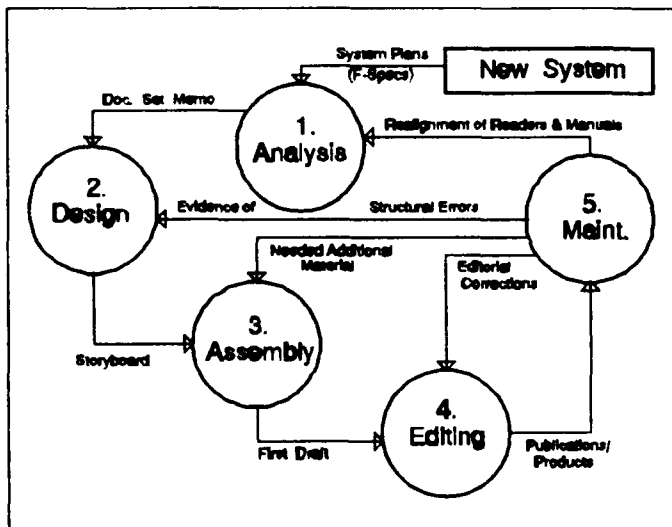 System Plans
(F-Specs)
New System
Doc. Set Memo
1.
Analysis
Realignment of Readers & Manuals
2.
Design
5.
Maint.
Evidence of
Structural Errors
Needed Additional
Material
Editorial
Corrections
3.
Assembly
Storyboard
4.
Editing
First Draft
Publications/
Products